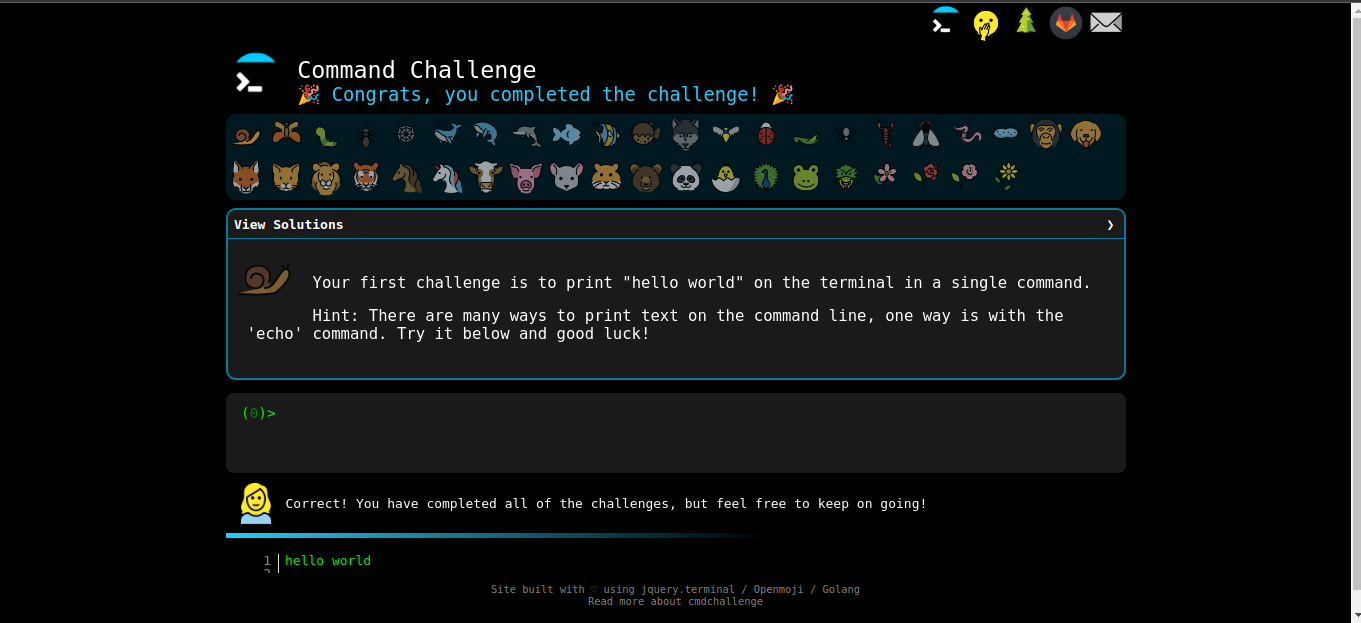 Command Challenge
🎉 Congrats, you completed the challenge! 🎉
View Solutions ❯
Your first challenge is to print "hello world" on the terminal in a single command.
Hint: There are many ways to print text on the command line, one way is with the
'echo' command. Try it below and good luck!
(0)>
Correct! You have completed all of the challenges, but feel free to keep on going!
1 hello world
Site built with ♡ using jquery.terminal / Openmoji / Golang
Read more about cmdchallenge